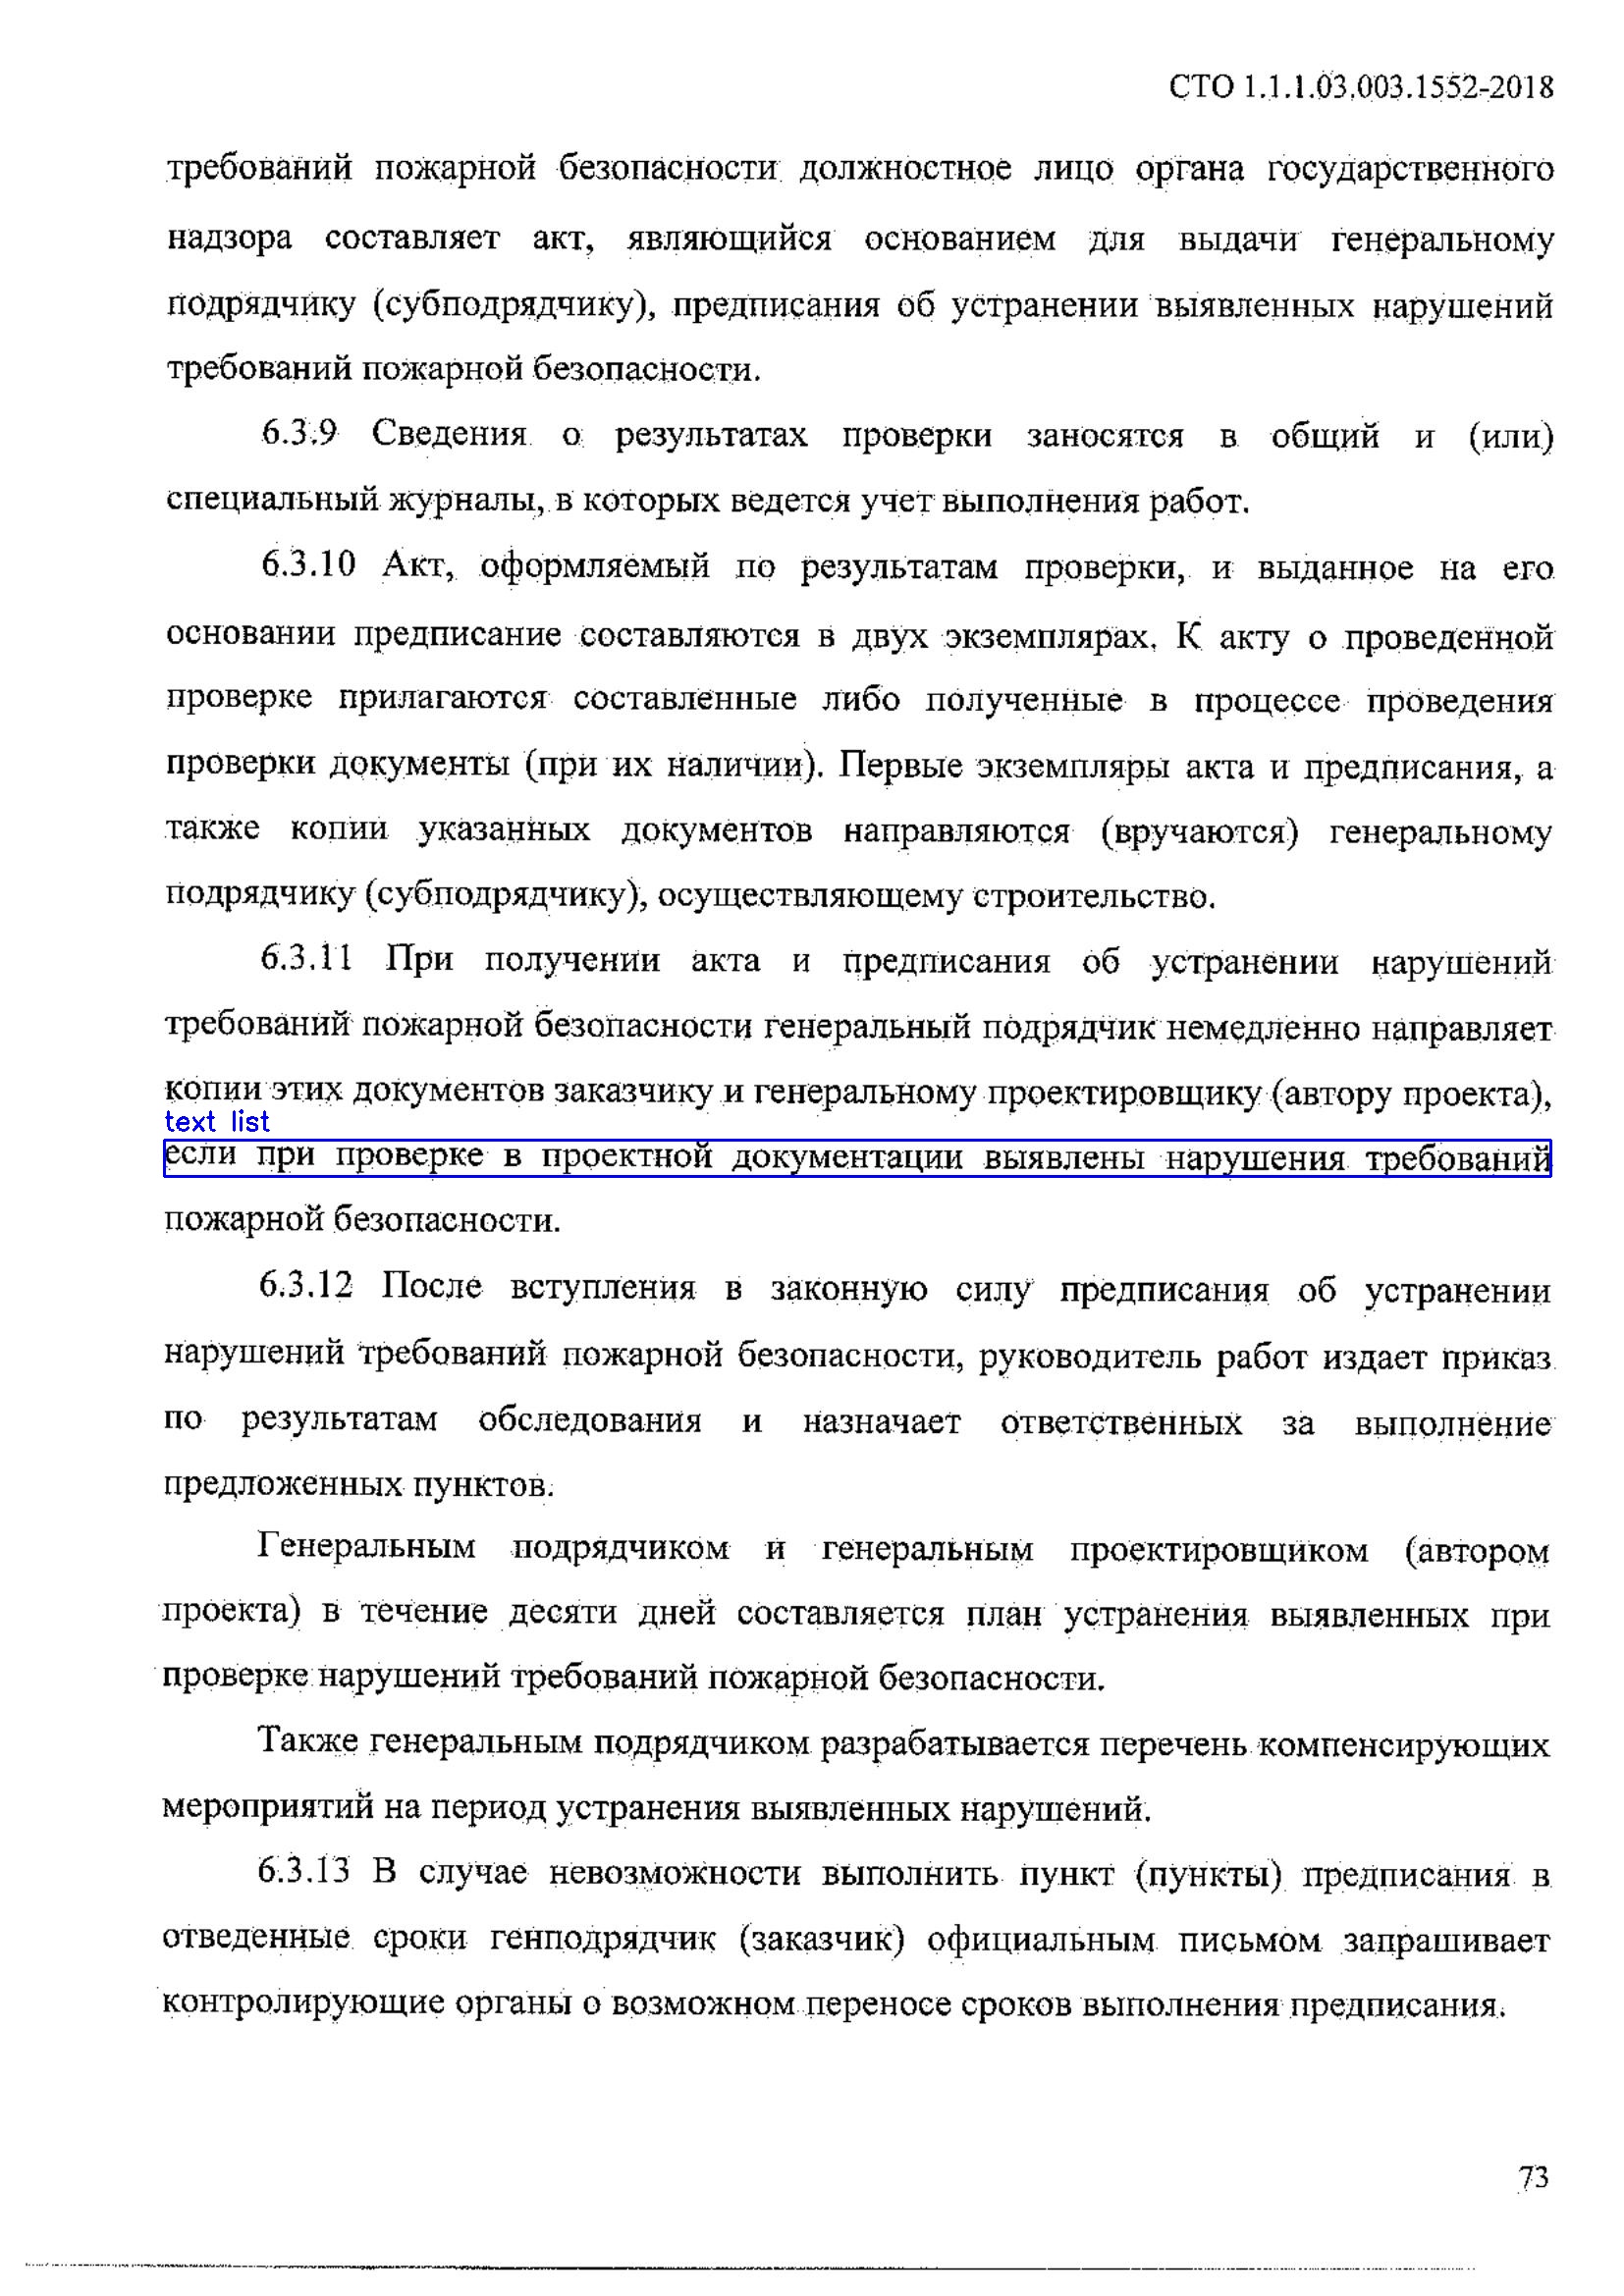 СТО 1.1.1.03.003.1552-2018
требований пожарной безопасности должностное лицо органа государственного
надзора составляет акт, являющийся основанием для выдачи генеральному
подрядчику (субподрядчику), предписания об устранении выявленных нарушений
требований пожарной безопасности.
6.3.9 Сведения о результатах проверки заносятся в общий и (или)
специальный журналы, в которых ведется учет выполнения работ.
6.3.10 Акт, оформляемый по результатам проверки, и выданное на его
основании предписание составляются в двух экземплярах. К акту о проведенной
проверке прилагаются составленные либо полученные в процессе проведения
проверки документы (при их наличии). Первые экземпляры акта и предписания, а
также копии указанных документов направляются (вручаются) генеральному
подрядчику (субподрядчику), осуществляющему строительство.
6.3.11 При получении акта и предписания об устранении нарушений
требований пожарной безопасности генеральный подрядчик немедленно направляет
копии этих документов заказчику и генеральному проектировщику (автору проекта),
text list
если при проверке в проектной документации выявлены нарушения требований
пожарной безопасности.
6.3.12 После вступления в законную силу предписания об устранении
нарушений требований пожарной безопасности, руководитель работ издает приказ
по результатам обследования и назначает ответственных за выполнение
предложенных пунктов.
Генеральным подрядчиком и генеральным проектировщиком (автором
проекта) в течение десяти дней составляется план устранения выявленных при
проверке нарушений требований пожарной безопасности.
Также генеральным подрядчиком разрабатывается перечень компенсирующих
мероприятий на период устранения выявленных нарушений.
6.3.13 В случае невозможности выполнить пункт (пункты) предписания в
отведенные сроки генподрядчик (заказчик) официальным письмом запрашивает
контролирующие органы о возможном переносе сроков выполнения предписания.
73